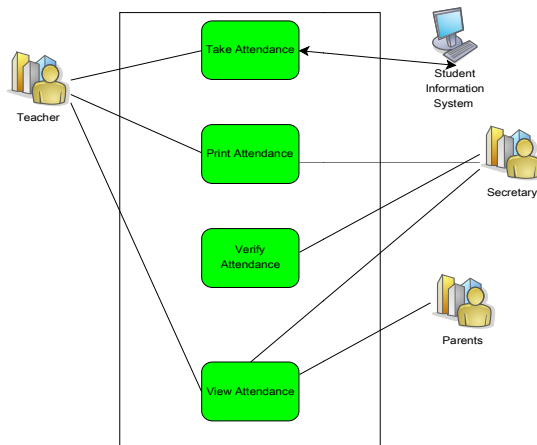 Take Attendance
Student
Information
System
Teacher
Print Attendance
Secretary
Verify
Attendance
Parents
View Attendance